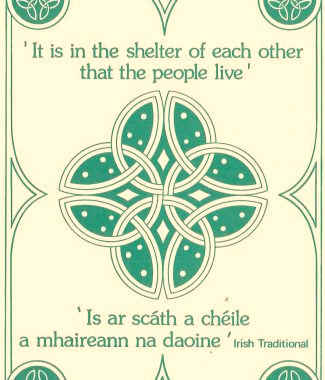 'It is in the shelter of each other
that the people live'
'Is ar scáth a chéile
a mhaireann na daoine' Irish Traditional